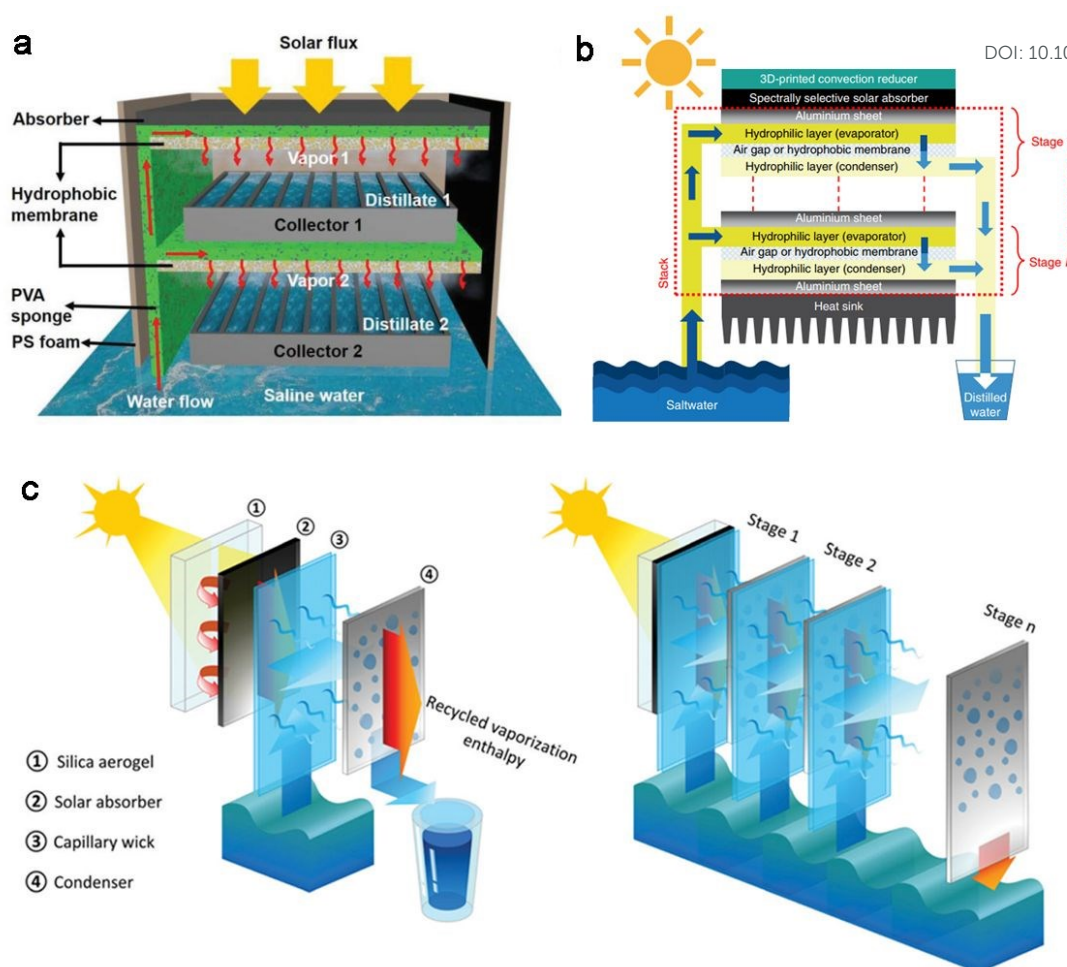 a
Solar flux
Absorber
Hydrophobic
membrane
PVA
sponge
PS foam
Vapor 1
Distillate 1
Collector 1
Vapor 2
Distillate 2
Collector 2
Water flow
Saline water
b
DOI: 10.10
3D-printed convection reducer
Spectrally selective solar absorber
Aluminium sheet
Hydrophilic layer (evaporator)
Air gap or hydrophobic membrane
Hydrophilic layer (condenser)
Stage
Aluminium sheet
Hydrophilic layer (evaporator)
Air gap or hydrophobic membrane
Hydrophilic layer (condenser)
Aluminium sheet
Stage
Heat sink
Stack
Saltwater
Distilled
water
c
①
②
③
④
Recycled vaporization
enthalpy
① Silica aerogel
② Solar absorber
③ Capillary wick
④ Condenser
Stage 1
Stage 2
Stage n